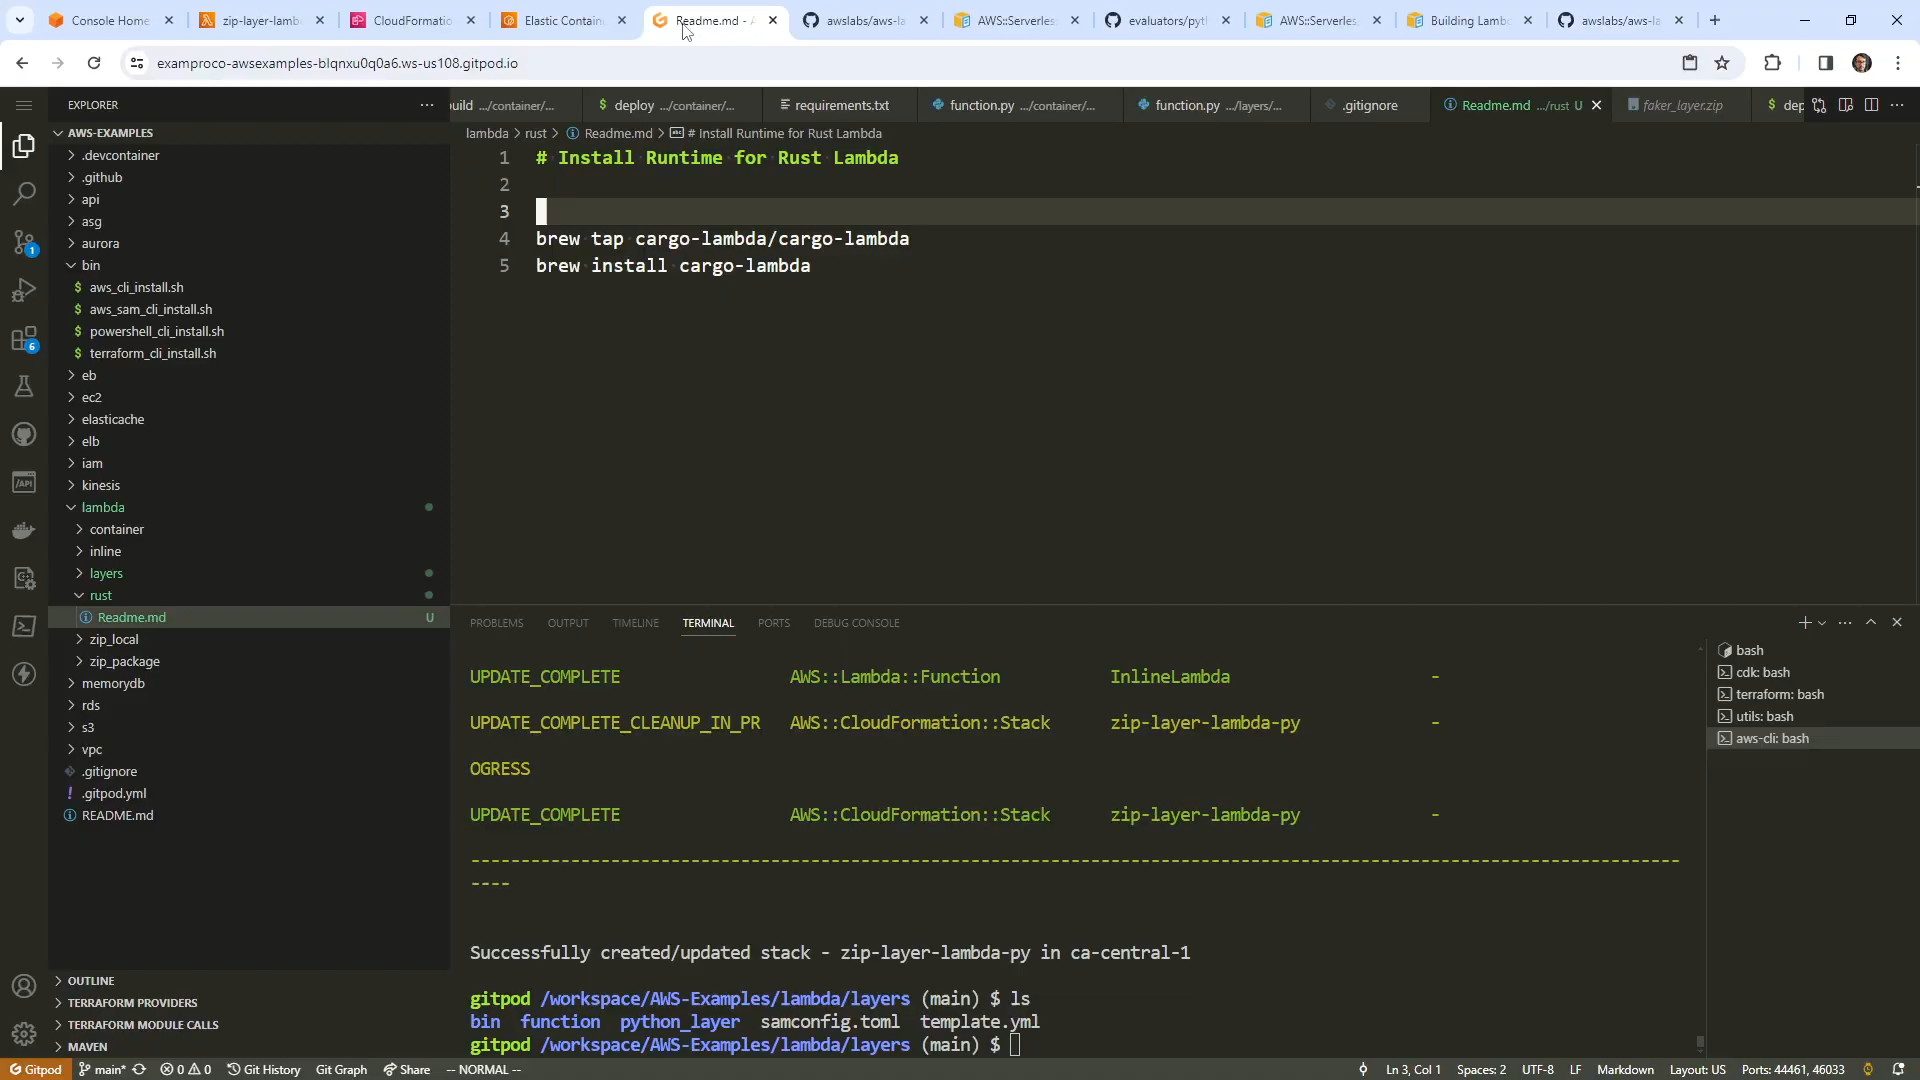 Console Home
zip-layer-lamb
CloudFormatio
Elastic Contain
Readme.md - A
awslabs/aws-la
AWS::Serverless
evaluators/pyt
AWS::Serverless
Building Lamb
awslabs/aws-la
examproco-awsexamples-blqnxu0q0a6.ws-us108.gitpod.io
EXPLORER
uild .../container/...
$ deploy .../container/...
requirements.txt
function.py .../container/...
function.py .../layers/...
.gitignore
Readme.md .../rust U
faker_layer.zip
$ dep
AWS-EXAMPLES
lambda > rust > Readme.md > # Install Runtime for Rust Lambda
.devcontainer
.github
api
asg
aurora
bin
$ aws_cli_install.sh
$ aws_sam_cli_install.sh
$ powershell_cli_install.sh
$ terraform_cli_install.sh
eb
ec2
elasticache
elb
iam
kinesis
lambda
container
inline
layers
rust
Readme.md U
zip_local
zip_package
memorydb
rds
s3
vpc
.gitignore
! .gitpod.yml
README.md
OUTLINE
TERRAFORM PROVIDERS
TERRAFORM MODULE CALLS
MAVEN
1 # Install Runtime for Rust Lambda
2
3
4 brew tap cargo-lambda/cargo-lambda
5 brew install cargo-lambda
PROBLEMS OUTPUT TIMELINE TERMINAL PORTS DEBUG CONSOLE
UPDATE_COMPLETE AWS::Lambda::Function InlineLambda -
UPDATE_COMPLETE_CLEANUP_IN_PR AWS::CloudFormation::Stack zip-layer-lambda-py -
OGRESS
UPDATE_COMPLETE AWS::CloudFormation::Stack zip-layer-lambda-py -
-------------------------------------------------------------------------------------------------------------------------
----
Successfully created/updated stack - zip-layer-lambda-py in ca-central-1
gitpod /workspace/AWS-Examples/lambda/layers (main) $ ls
bin function python_layer samconfig.toml template.yml
gitpod /workspace/AWS-Examples/lambda/layers (main) $
bash
cdk: bash
terraform: bash
utils: bash
aws-cli: bash
1
6
Gitpod main* 0 0 Git History Git Graph Share -- NORMAL -- Ln 3, Col 1 Spaces: 2 UTF-8 LF Markdown Layout: US Ports: 44461, 46033